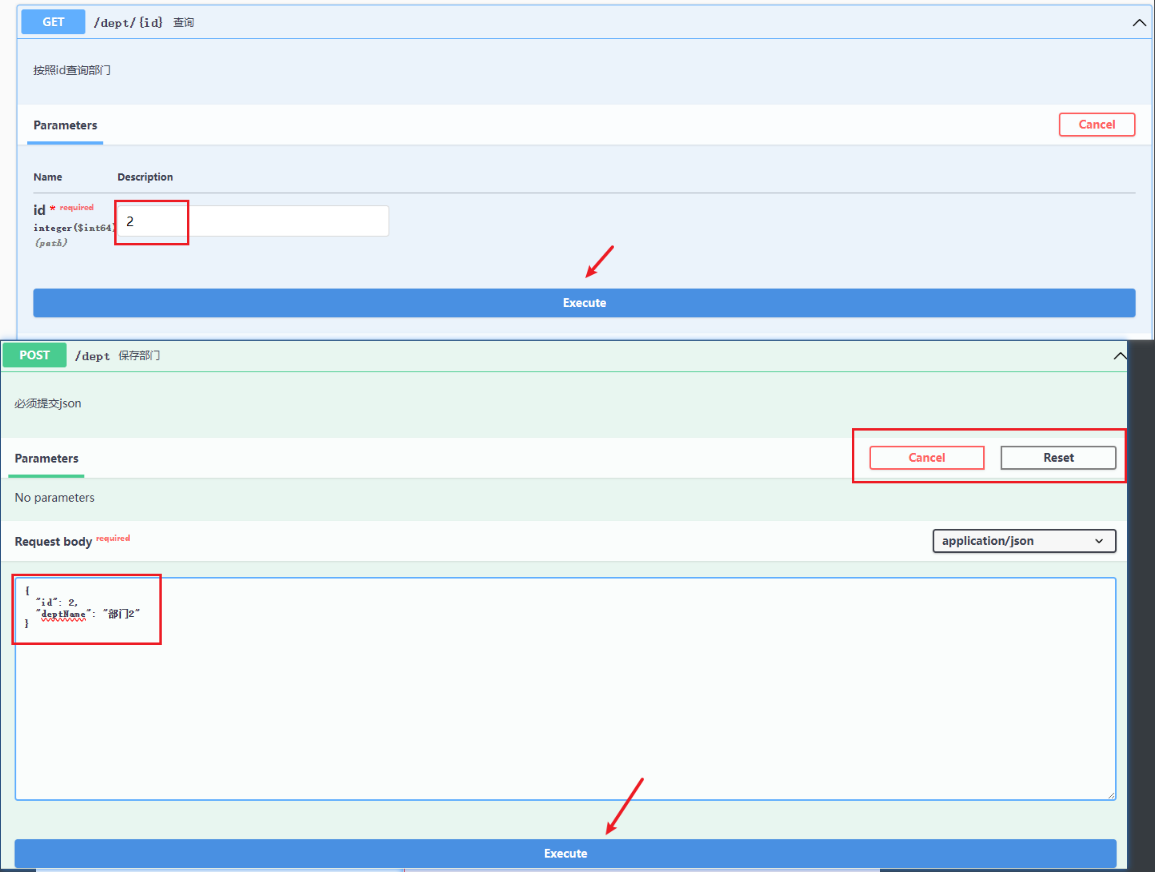 GET /dept/{id} 查询
按照id查询部门
Parameters Cancel
Name Description
id * required
integer($int64)
(path)
2
Execute
POST /dept 保存部门
必须提交json
Parameters Cancel Reset
No parameters
Request body required application/json
{
"id": 2,
"deptName": "部门2"
}
Execute